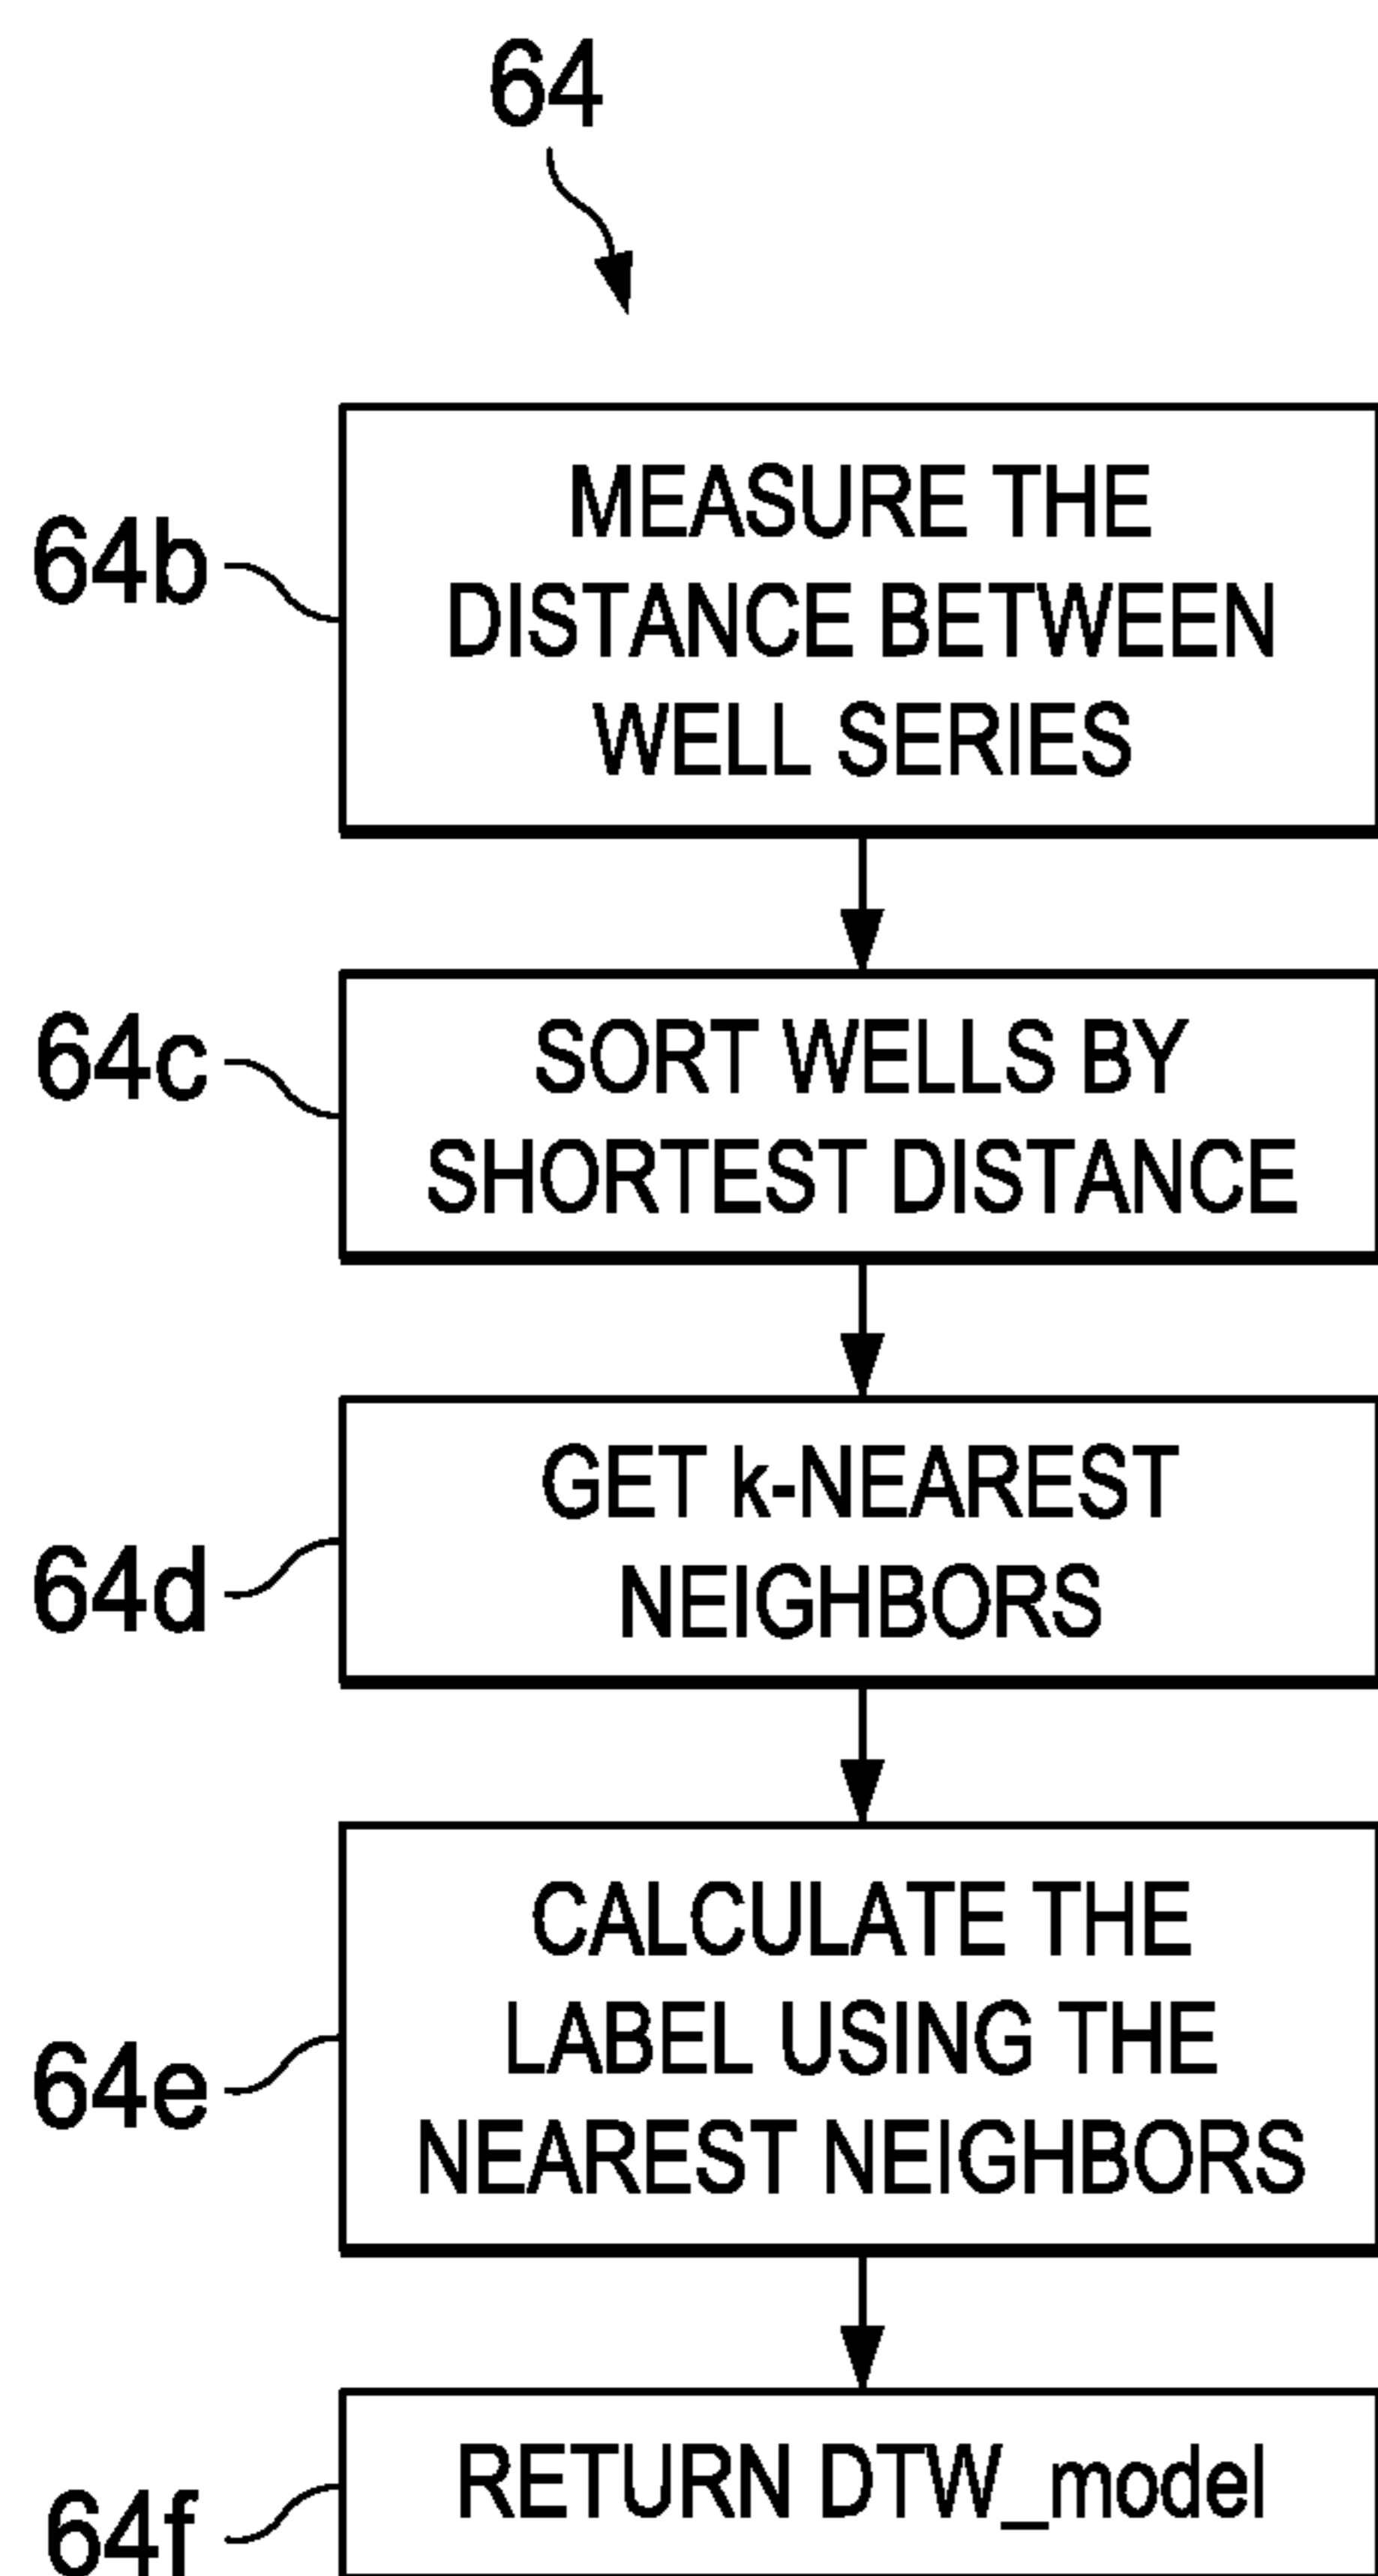 64
64b
MEASURE THE
DISTANCE BETWEEN
WELL SERIES
64c
SORT WELLS BY
SHORTEST DISTANCE
64d
GET k-NEAREST
NEIGHBORS
64e
CALCULATE THE
LABEL USING THE
NEAREST NEIGHBORS
64f
RETURN DTW_model